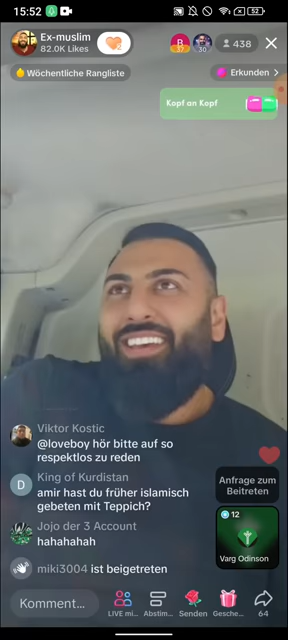 15:52
52
Ex-muslim
82.0K Likes
438
Wöchentliche Rangliste
Erkunden
Kopf an Kopf
Viktor Kostic
@loveboy hör bitte auf so
respektlos zu reden
King of Kurdistan
amir hast du früher islamisch
gebeten mit Teppich?
Jojo der 3 Account
hahahahah
miki3004 ist beigetreten
Anfrage zum
Beitreten
12
Varg Odinson
Komment...
LIVE mi...
Abstim...
Senden
Gesche...
64